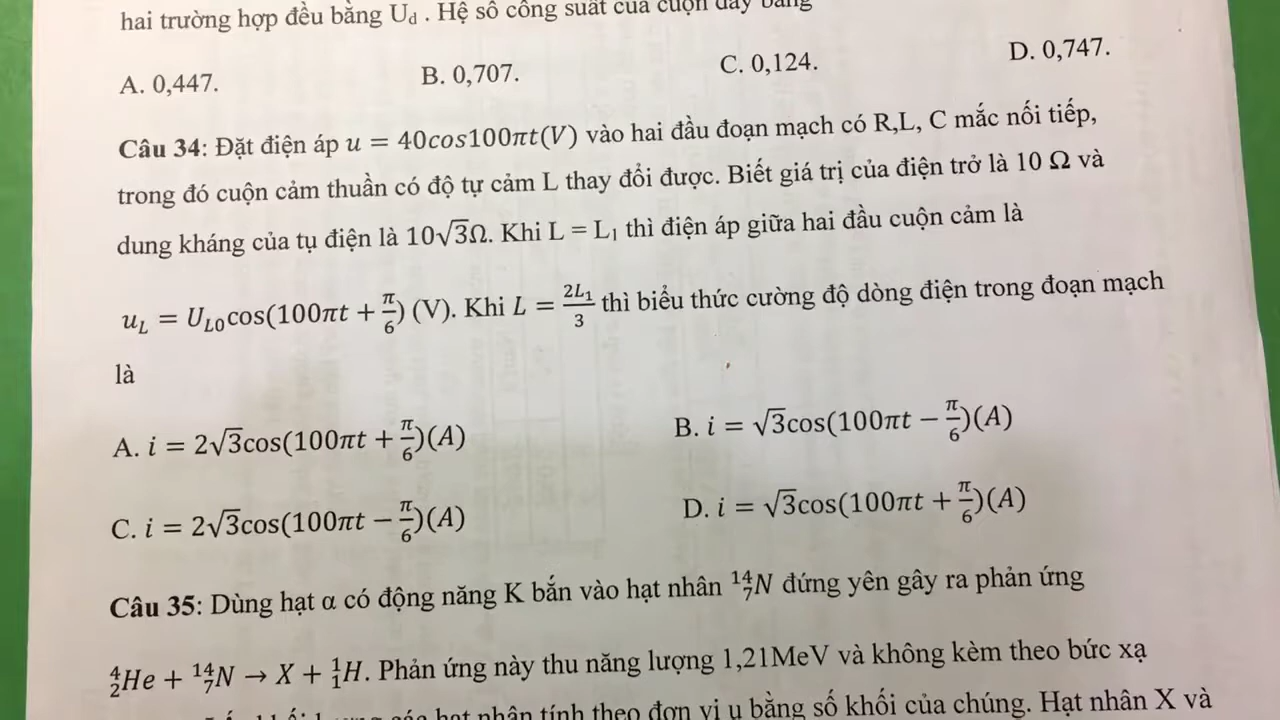 hai trường hợp đều bằng U_d . Hệ số công suất của cuộn dây bằng
A. 0,447. B. 0,707. C. 0,124. D. 0,747.
Câu 34: Đặt điện áp u = 40cos100πt(V) vào hai đầu đoạn mạch có R,L, C mắc nối tiếp,
trong đó cuộn cảm thuần có độ tự cảm L thay đổi được. Biết giá trị của điện trở là 10 Ω và
dung kháng của tụ điện là 10√3Ω. Khi L = L₁ thì điện áp giữa hai đầu cuộn cảm là
u_L = U_{L0}cos(100πt + π/6) (V). Khi L = 2L₁/3 thì biểu thức cường độ dòng điện trong đoạn mạch
là
A. i = 2√3cos(100πt + π/6)(A) B. i = √3cos(100πt − π/6)(A)
C. i = 2√3cos(100πt − π/6)(A) D. i = √3cos(100πt + π/6)(A)
Câu 35: Dùng hạt α có động năng K bắn vào hạt nhân ¹⁴₇N đứng yên gây ra phản ứng
⁴₂He + ¹⁴₇N → X + ¹₁H. Phản ứng này thu năng lượng 1,21MeV và không kèm theo bức xạ
các hạt nhân tính theo đơn vị u bằng số khối của chúng. Hạt nhân X và